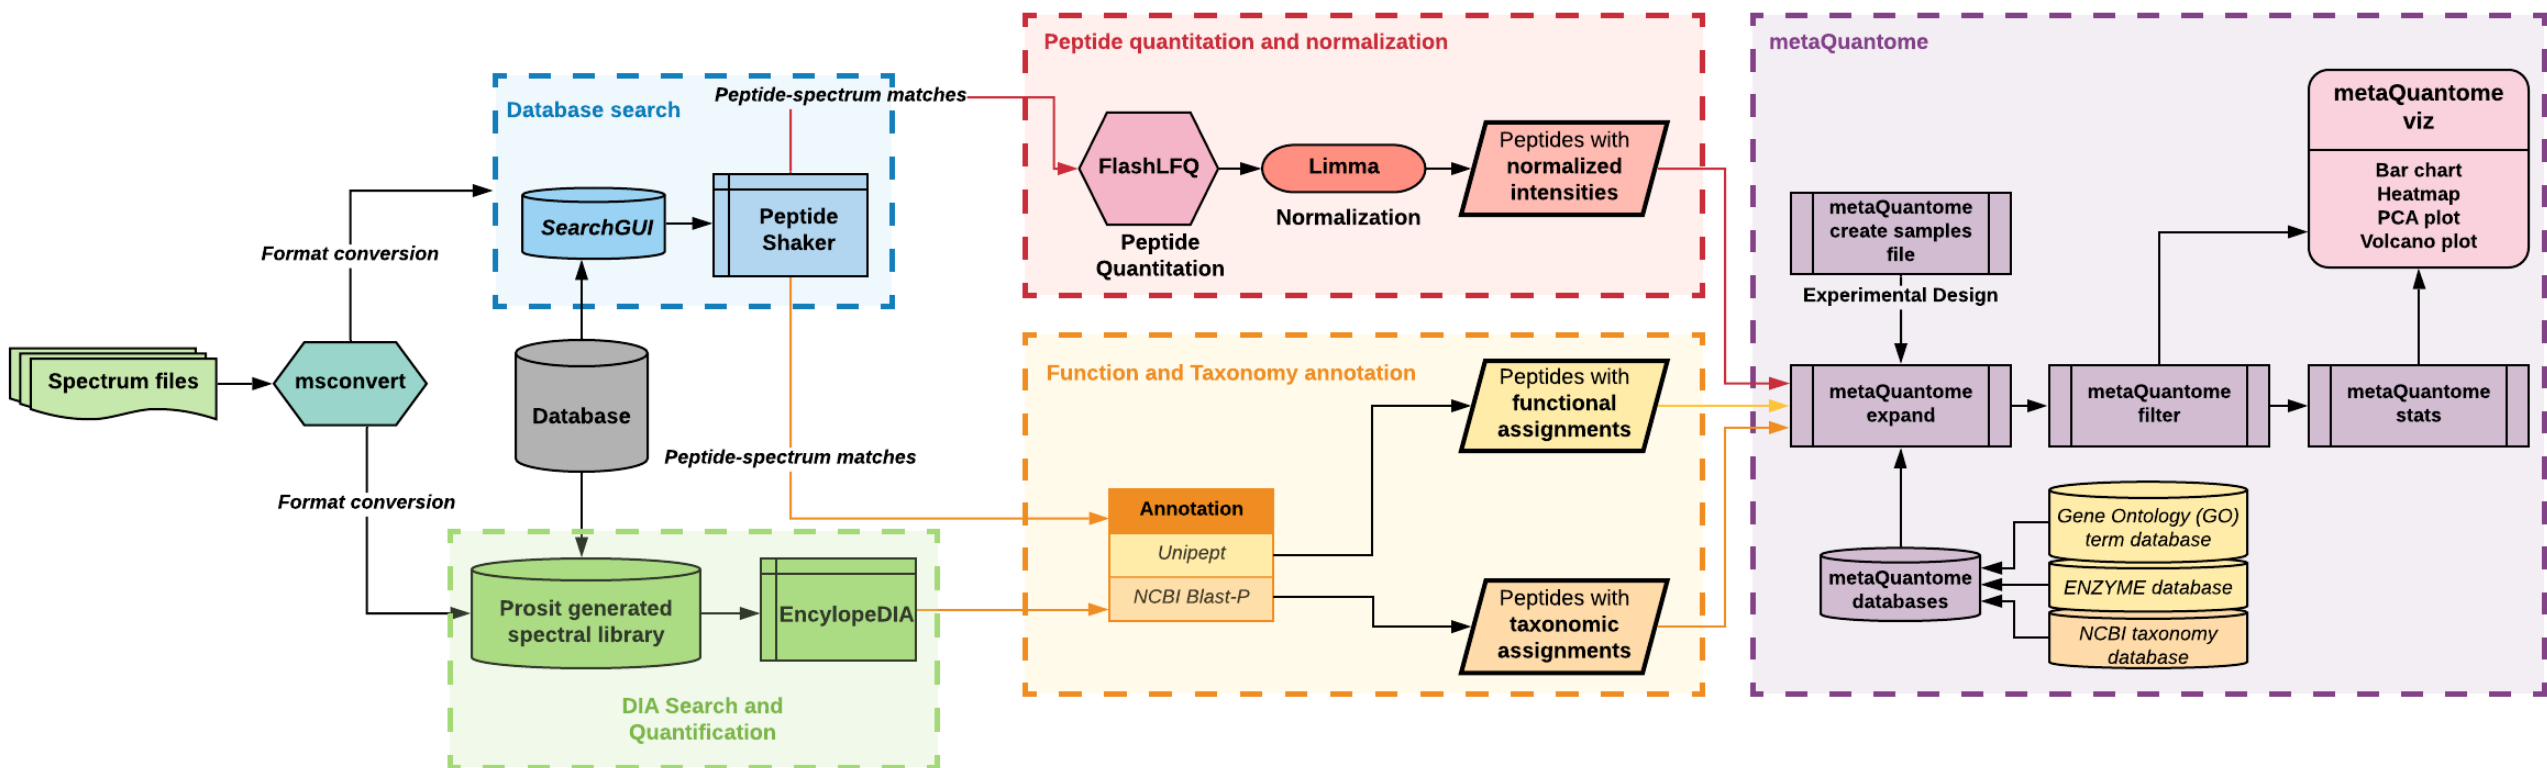 Spectrum files
msconvert
Format conversion
Format conversion
Database search
SearchGUI
Peptide
Shaker
Peptide-spectrum matches
Database
Peptide-spectrum matches
Prosit generated
spectral library
EncylopeDIA
DIA Search and
Quantification
Peptide quantitation and normalization
FlashLFQ
Peptide
Quantitation
Limma
Normalization
Peptides with
normalized
intensities
Function and Taxonomy annotation
Annotation
Unipept
NCBI Blast-P
Peptides with
functional
assignments
Peptides with
taxonomic
assignments
metaQuantome
metaQuantome
create samples
file
Experimental Design
metaQuantome
expand
metaQuantome
filter
metaQuantome
stats
metaQuantome
viz
Bar chart
Heatmap
PCA plot
Volcano plot
metaQuantome
databases
Gene Ontology (GO)
term database
ENZYME database
NCBI taxonomy
database